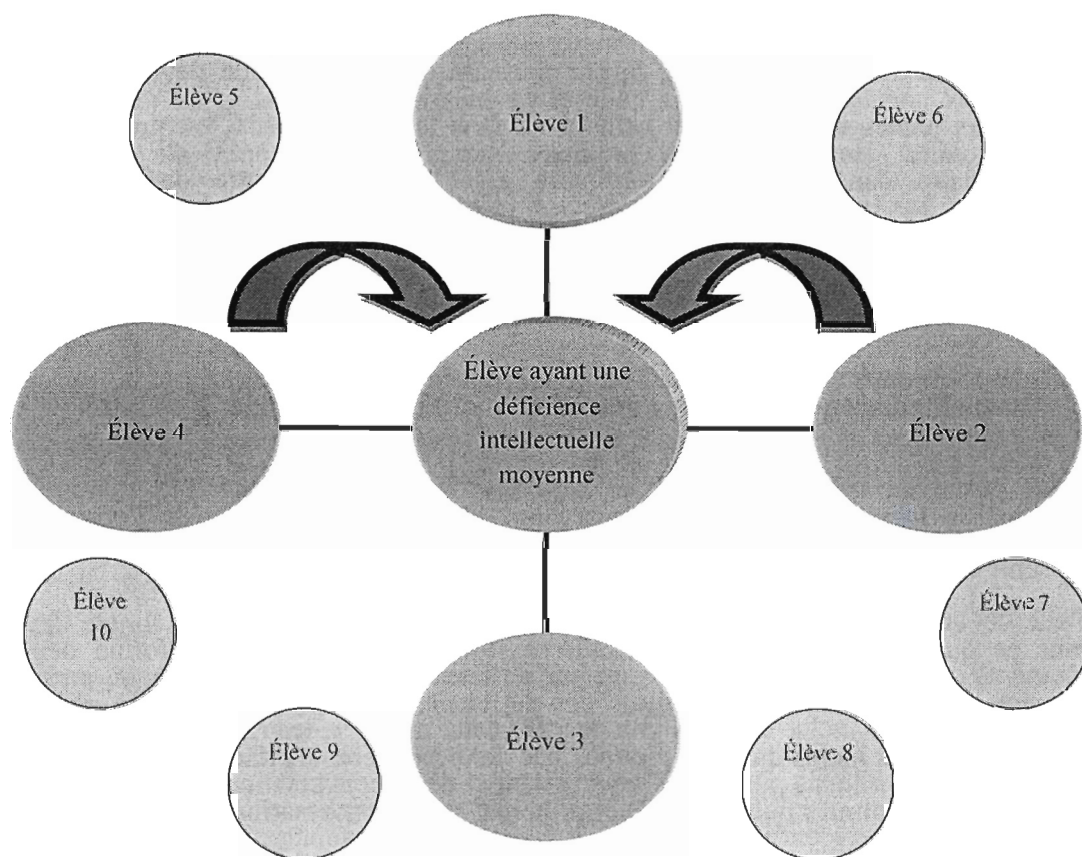 Élève 5
Élève 1
Élève 6
Élève ayant une
déficience
intellectuelle
moyenne
Élève 4
Élève 2
Élève
10
Élève 7
Élève 9
Élève 3
Élève 8